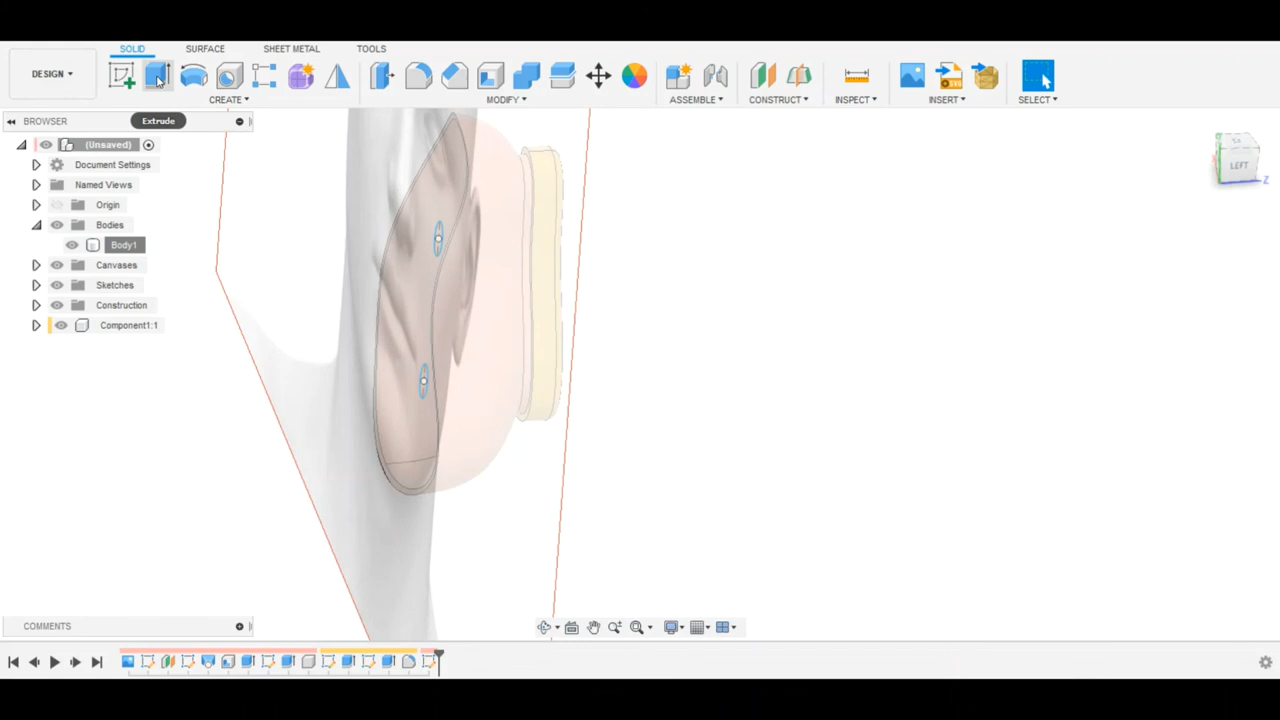 SOLID SURFACE SHEET METAL TOOLS
DESIGN
CREATE MODIFY ASSEMBLE CONSTRUCT INSPECT INSERT SELECT
BROWSER
Extrude
(Unsaved)
Document Settings
Named Views
Origin
Bodies
Body1
Canvases
Sketches
Construction
Component1:1
LEFT
Z
COMMENTS